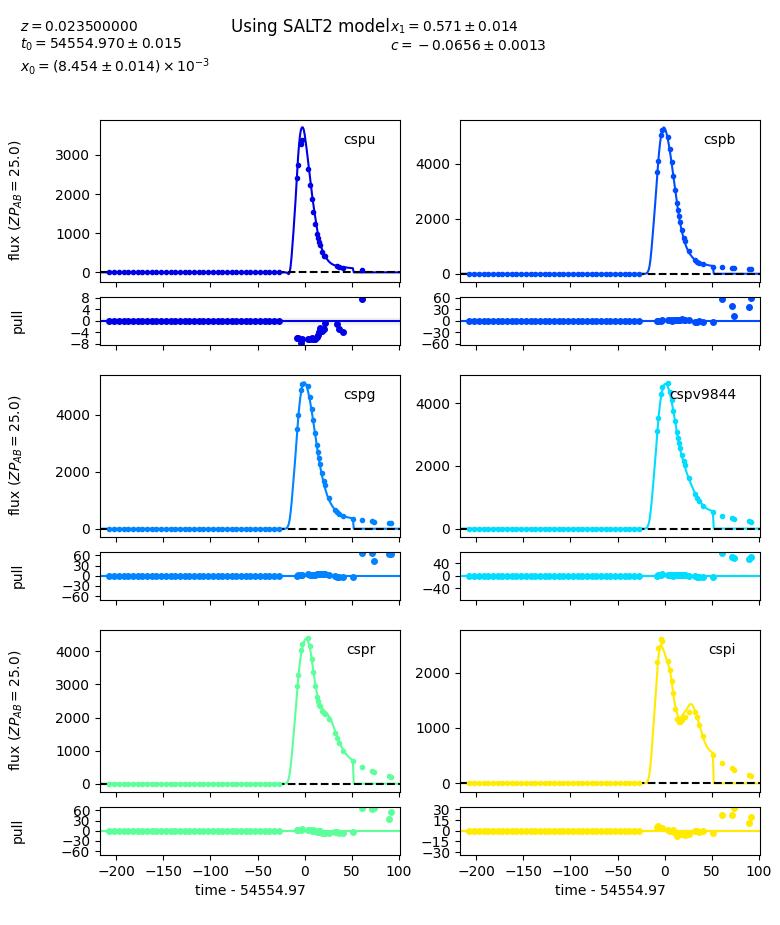 Using SALT2 model
z = 0.023500000
t₀ = 54554.970 ± 0.015
x₀ = (8.454 ± 0.014) × 10⁻³
x₁ = 0.571 ± 0.014
c = −0.0656 ± 0.0013
flux (ZP_AB = 25.0)
3000
2000
1000
0
cspu
4000
2000
0
cspb
pull
8
4
0
−4
−8
60
30
0
−30
−60
flux (ZP_AB = 25.0)
4000
2000
0
cspg
4000
2000
0
cspv9844
pull
60
30
0
−30
−60
40
0
−40
flux (ZP_AB = 25.0)
4000
3000
2000
1000
0
cspr
2000
1000
0
cspi
pull
60
30
0
−30
−60
30
15
0
−15
−30
−200 −150 −100 −50 0 50 100
time - 54554.97
−200 −150 −100 −50 0 50 100
time - 54554.97